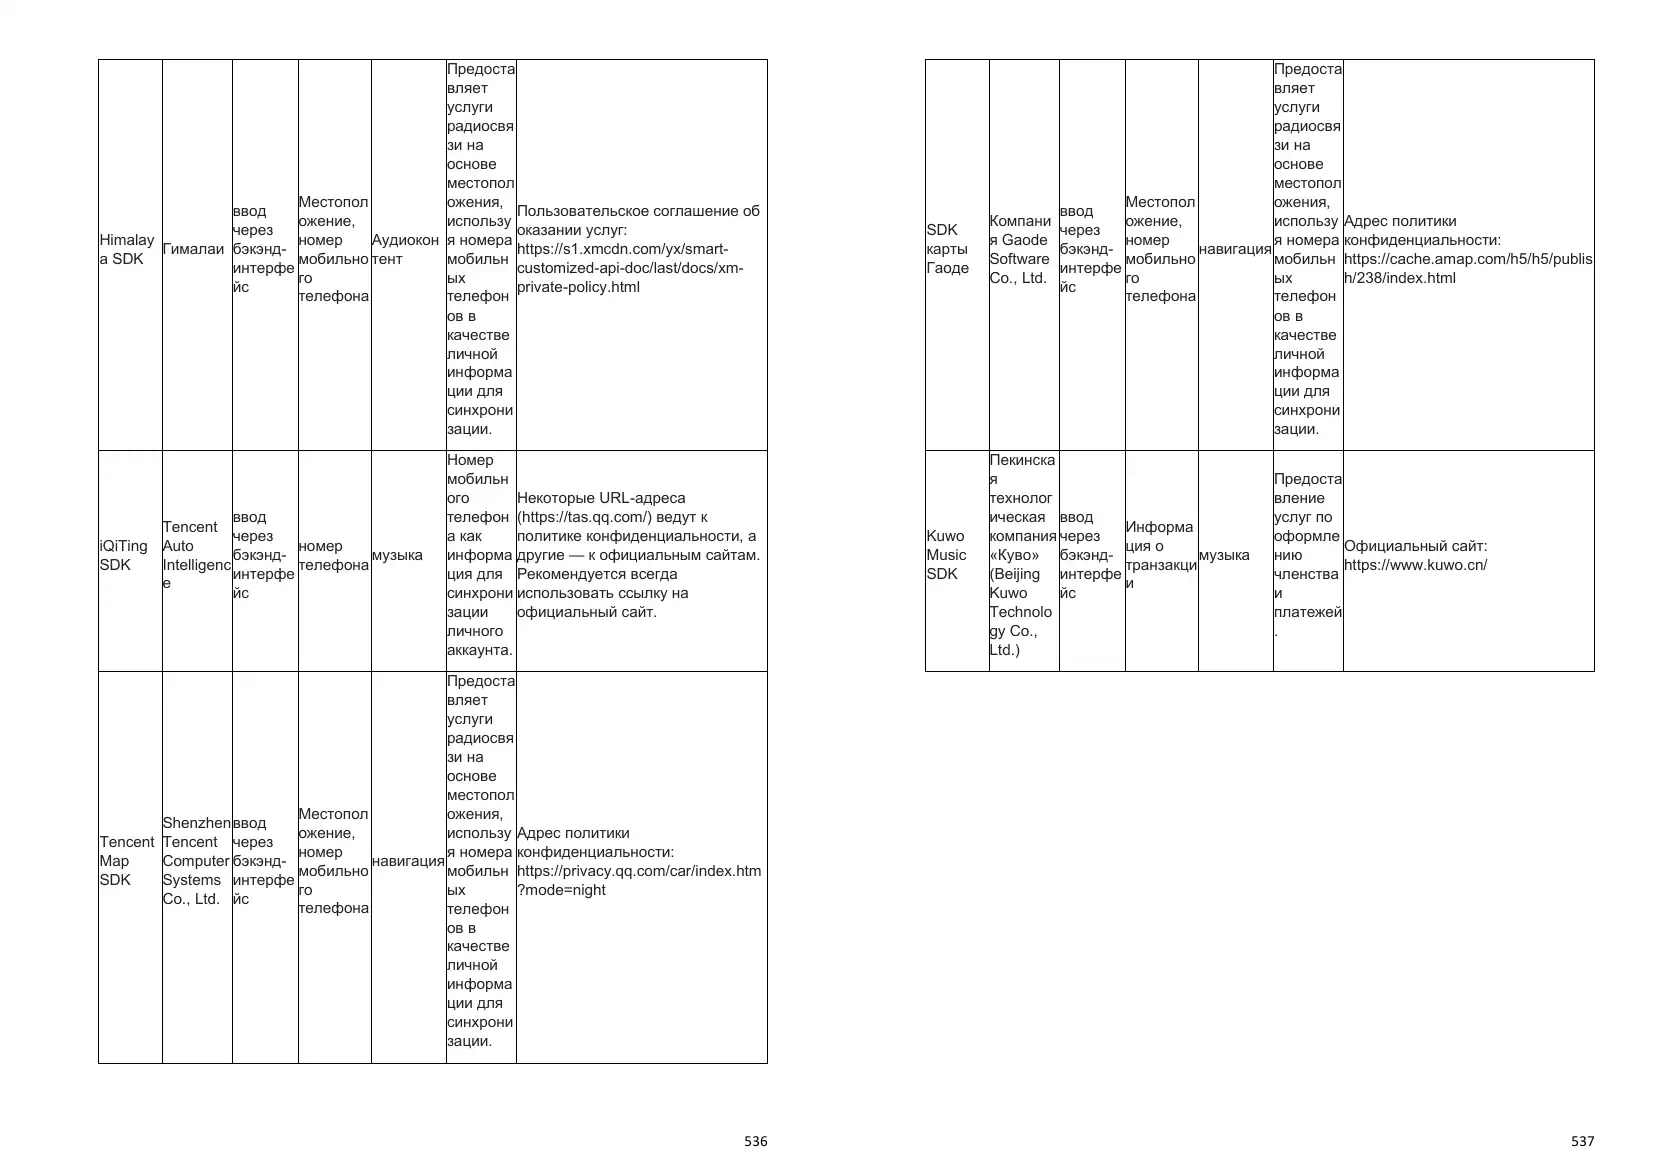 Himalay
a SDK
Гималаи
ввод
через
бэкэнд-
интерфе
йс
Местопол
ожение,
номер
мобильно
го
телефона
Аудиокон
тент
Предоста
вляет
услуги
радиосвя
зи на
основе
местопол
ожения,
использу
я номера
мобильн
ых
телефон
ов в
качестве
личной
информа
ции для
синхрони
зации.
Пользовательское соглашение об
оказании услуг:
https://s1.xmcdn.com/yx/smart-
customized-api-doc/last/docs/xm-
private-policy.html
iQiTing
SDK
Tencent
Auto
Intelligenc
e
ввод
через
бэкэнд-
интерфе
йс
номер
телефона
музыка
Номер
мобильн
ого
телефон
а как
информа
ция для
синхрони
зации
личного
аккаунта.
Некоторые URL-адреса
(https://tas.qq.com/) ведут к
политике конфиденциальности, а
другие — к официальным сайтам.
Рекомендуется всегда
использовать ссылку на
официальный сайт.
Tencent
Map
SDK
Shenzhen
Tencent
Computer
Systems
Co., Ltd.
ввод
через
бэкэнд-
интерфе
йс
Местопол
ожение,
номер
мобильно
го
телефона
навигация
Предоста
вляет
услуги
радиосвя
зи на
основе
местопол
ожения,
использу
я номера
мобильн
ых
телефон
ов в
качестве
личной
информа
ции для
синхрони
зации.
Адрес политики
конфиденциальности:
https://privacy.qq.com/car/index.htm
?mode=night
536
SDK
карты
Гаоде
Компани
я Gaode
Software
Co., Ltd.
ввод
через
бэкэнд-
интерфе
йс
Местопол
ожение,
номер
мобильно
го
телефона
навигация
Предоста
вляет
услуги
радиосвя
зи на
основе
местопол
ожения,
использу
я номера
мобильн
ых
телефон
ов в
качестве
личной
информа
ции для
синхрони
зации.
Адрес политики
конфиденциальности:
https://cache.amap.com/h5/h5/publis
h/238/index.html
Kuwo
Music
SDK
Пекинска
я
технолог
ическая
компания
«Куво»
(Beijing
Kuwo
Technolo
gy Co.,
Ltd.)
ввод
через
бэкэнд-
интерфе
йс
Информа
ция о
транзакци
и
музыка
Предоста
вление
услуг по
оформле
нию
членства
и
платежей
.
Официальный сайт:
https://www.kuwo.cn/
537